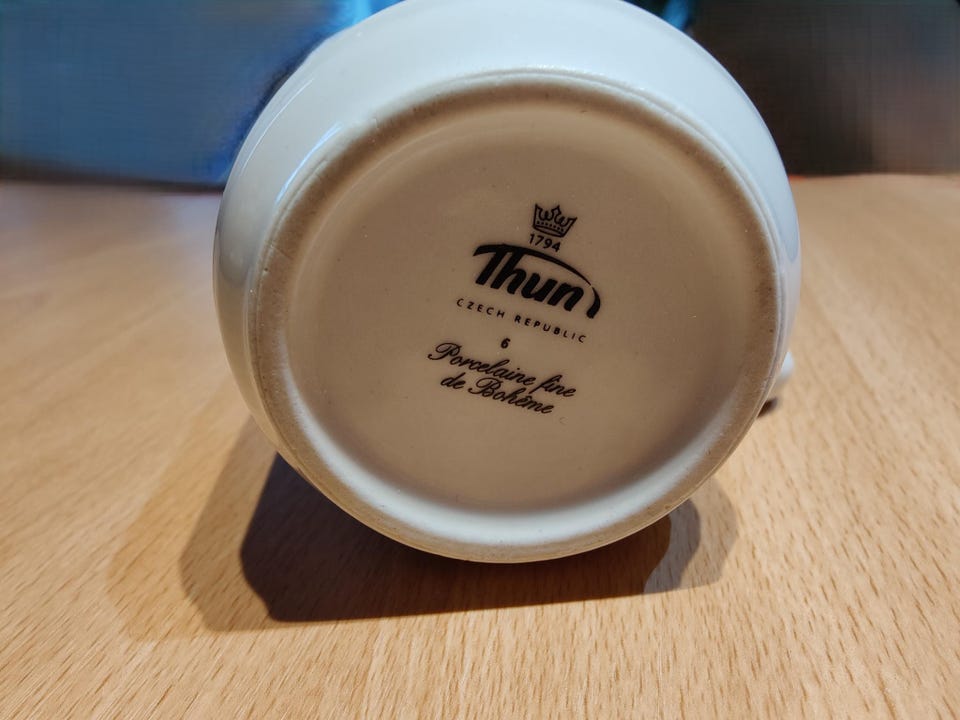 1794
Thun
CZECH REPUBLIC
6
Porcelaine fine
de Bohême